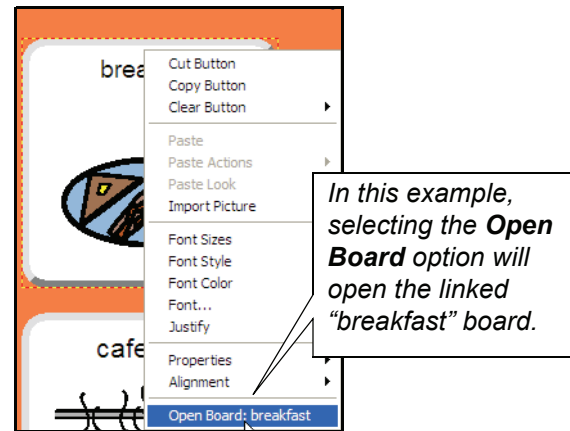 brea
Cut Button
Copy Button
Clear Button
Paste
Paste Actions
Paste Look
Import Picture
Font Sizes
Font Style
Font Color
Font...
Justify
cafe
Properties
Alignment
Open Board: breakfast
In this example,
selecting the Open
Board option will
open the linked
“breakfast” board.